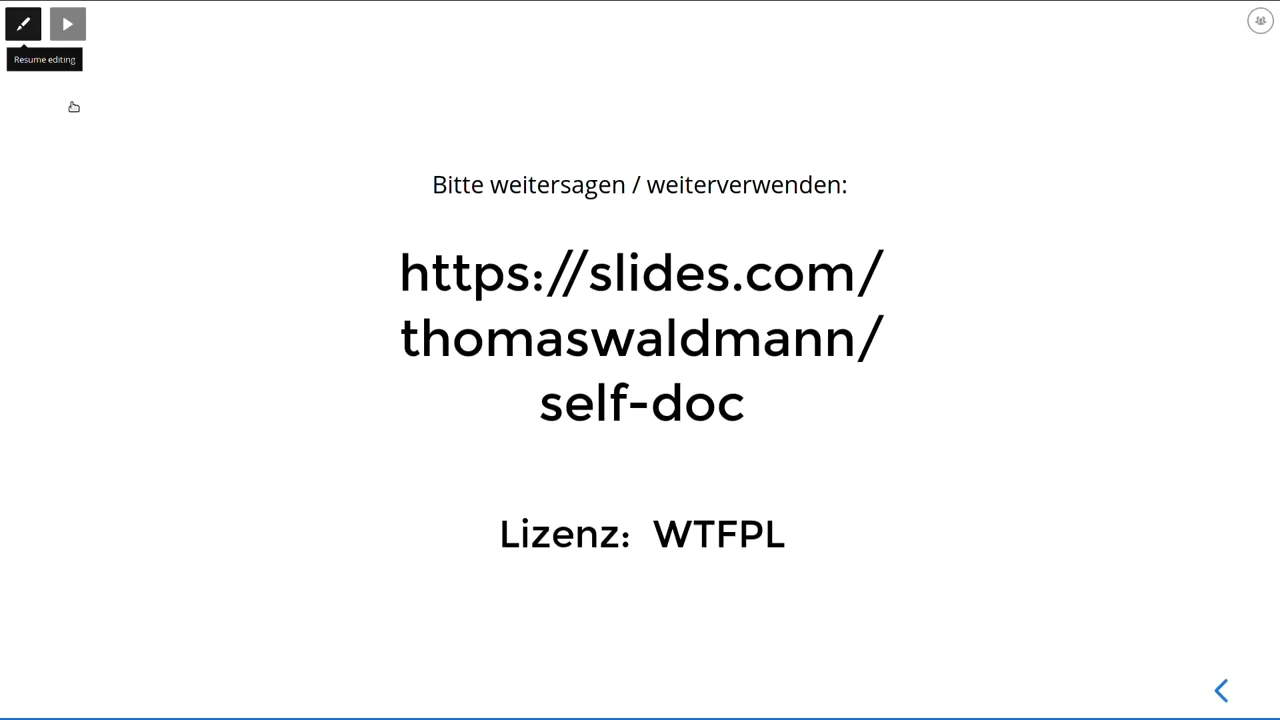 Resume editing
Bitte weitersagen / weiterverwenden:
https://slides.com/
thomaswaldmann/
self-doc
Lizenz: WTFPL